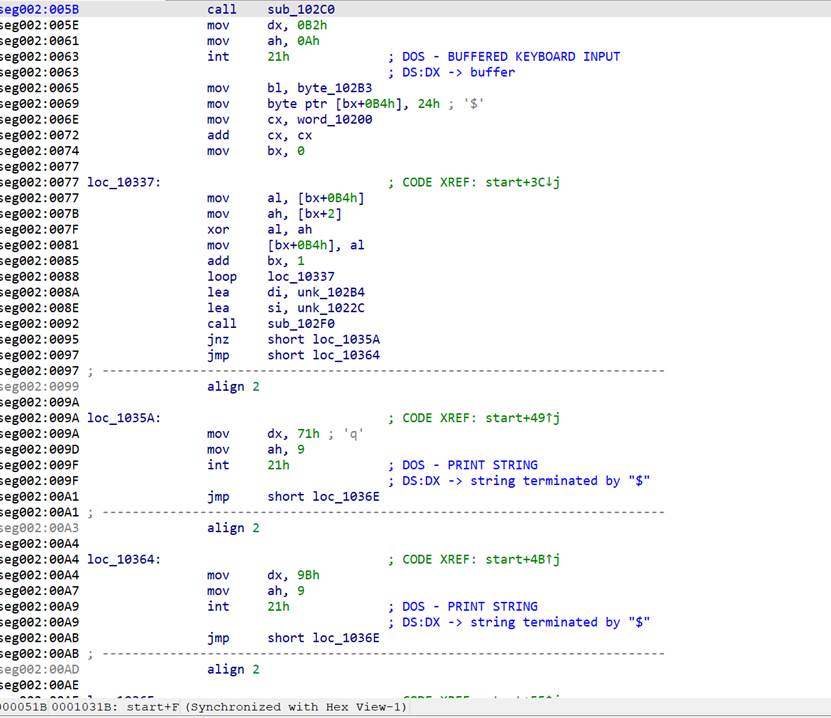 seg002:005B call sub_102C0
seg002:005E mov dx, 0B2h
seg002:0061 mov ah, 0Ah
seg002:0063 int 21h ; DOS - BUFFERED KEYBOARD INPUT
seg002:0063 ; DS:DX -> buffer
seg002:0065 mov bl, byte_102B3
seg002:0069 mov byte ptr [bx+0B4h], 24h ; '$'
seg002:006E mov cx, word_10200
seg002:0072 add cx, cx
seg002:0074 mov bx, 0
seg002:0077
seg002:0077 loc_10337: ; CODE XREF: start+3C↓j
seg002:0077 mov al, [bx+0B4h]
seg002:007B mov ah, [bx+2]
seg002:007F xor al, ah
seg002:0081 mov [bx+0B4h], al
seg002:0085 add bx, 1
seg002:0088 loop loc_10337
seg002:008A lea di, unk_102B4
seg002:008E lea si, unk_1022C
seg002:0092 call sub_102F0
seg002:0095 jnz short loc_1035A
seg002:0097 jmp short loc_10364
seg002:0097 ; ---------------------------------------------------------------------------
seg002:0099 align 2
seg002:009A
seg002:009A loc_1035A: ; CODE XREF: start+49↑j
seg002:009A mov dx, 71h ; 'q'
seg002:009D mov ah, 9
seg002:009F int 21h ; DOS - PRINT STRING
seg002:009F ; DS:DX -> string terminated by "$"
seg002:00A1 jmp short loc_1036E
seg002:00A1 ; ---------------------------------------------------------------------------
seg002:00A3 align 2
seg002:00A4
seg002:00A4 loc_10364: ; CODE XREF: start+4B↑j
seg002:00A4 mov dx, 9Bh
seg002:00A7 mov ah, 9
seg002:00A9 int 21h ; DOS - PRINT STRING
seg002:00A9 ; DS:DX -> string terminated by "$"
seg002:00AB jmp short loc_1036E
seg002:00AB ; ---------------------------------------------------------------------------
seg002:00AD align 2
seg002:00AE
000051B 0001031B: start+F (Synchronized with Hex View-1)